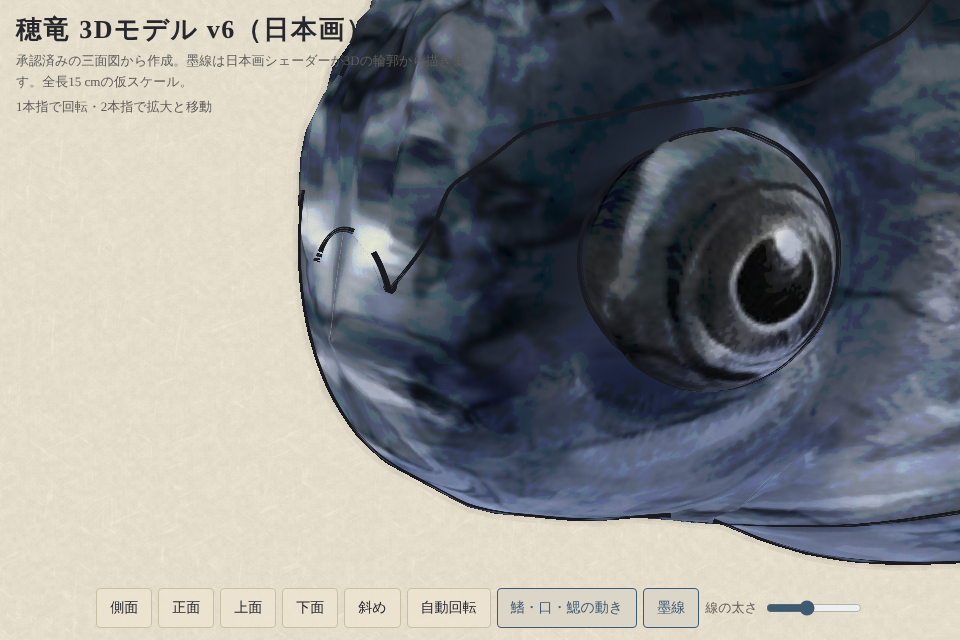 穂竜 3Dモデル v6（日本画）
承認済みの三面図から作成。墨線は日本画シェーダーが3Dの輪郭から描きま
す。全長15 cmの仮スケール。
1本指で回転・2本指で拡大と移動
側面 正面 上面 下面 斜め 自動回転 鰭・口・鰓の動き 墨線 線の太さ